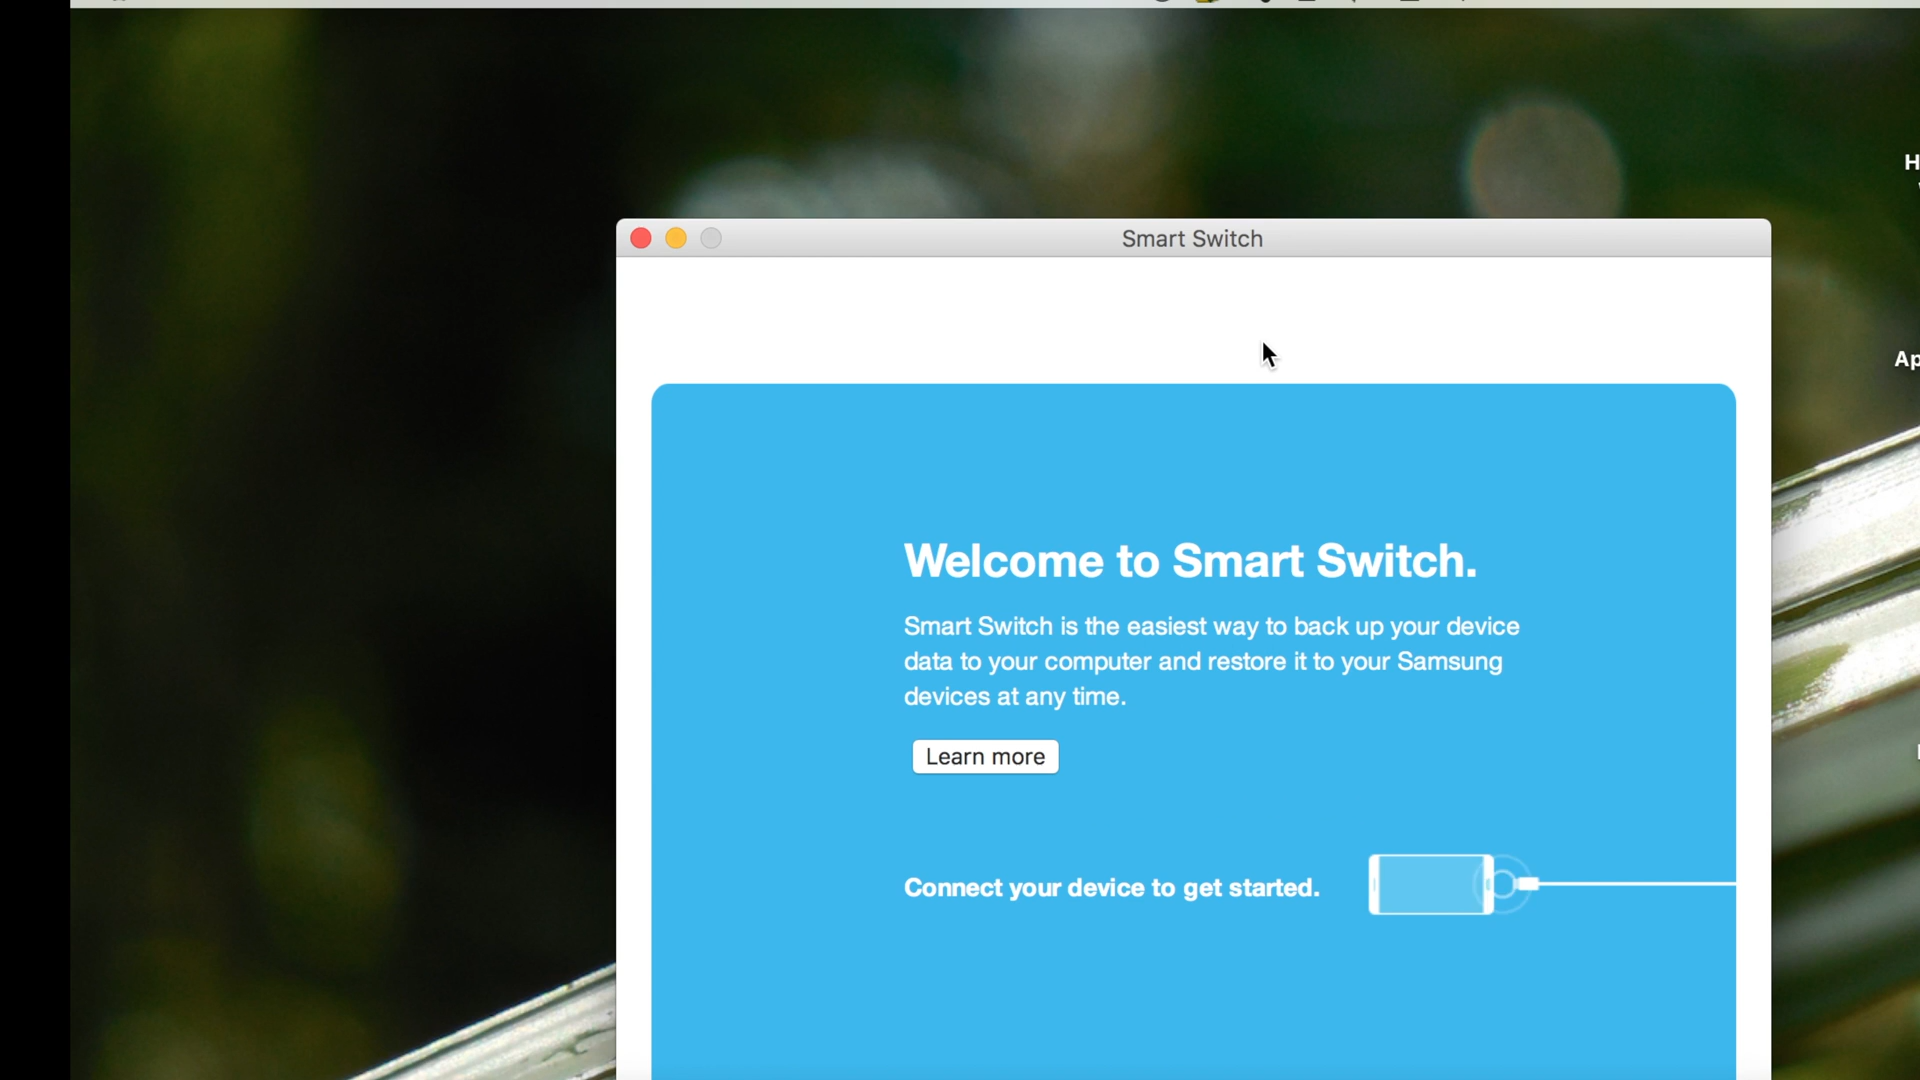 Smart Switch
Welcome to Smart Switch.
Smart Switch is the easiest way to back up your device
data to your computer and restore it to your Samsung
devices at any time.
Learn more
Connect your device to get started.